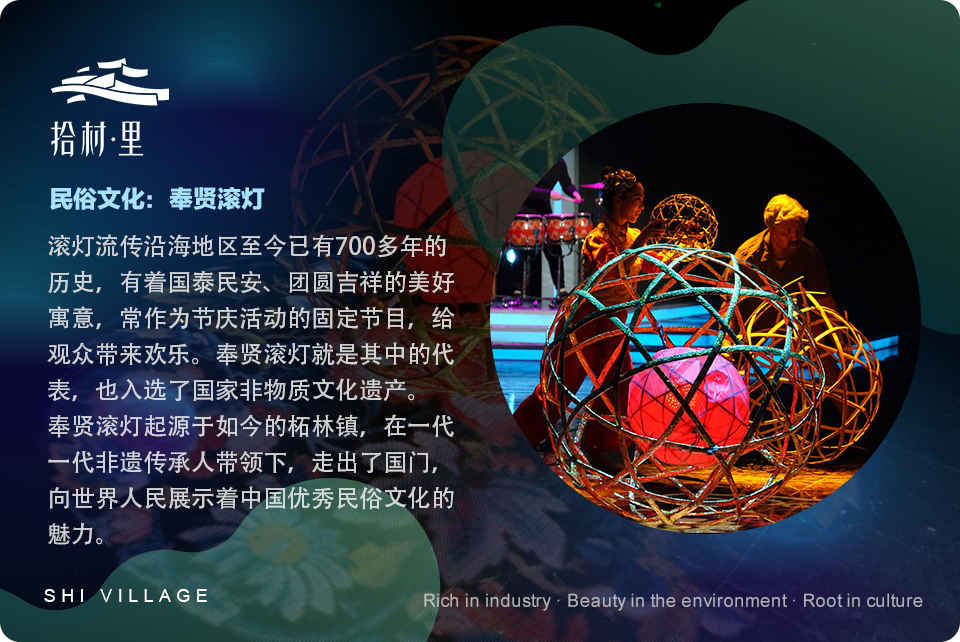 拾村·里
民俗文化：奉贤滚灯
滚灯流传沿海地区至今已有700多年的
历史，有着国泰民安、团圆吉祥的美好
寓意，常作为节庆活动的固定节目，给
观众带来欢乐。奉贤滚灯就是其中的代
表，也入选了国家非物质文化遗产。
奉贤滚灯起源于如今的柘林镇，在一代
一代非遗传承人带领下，走出了国门，
向世界人民展示着中国优秀民俗文化的
魅力。
SHI VILLAGE
Rich in industry · Beauty in the environment · Root in culture